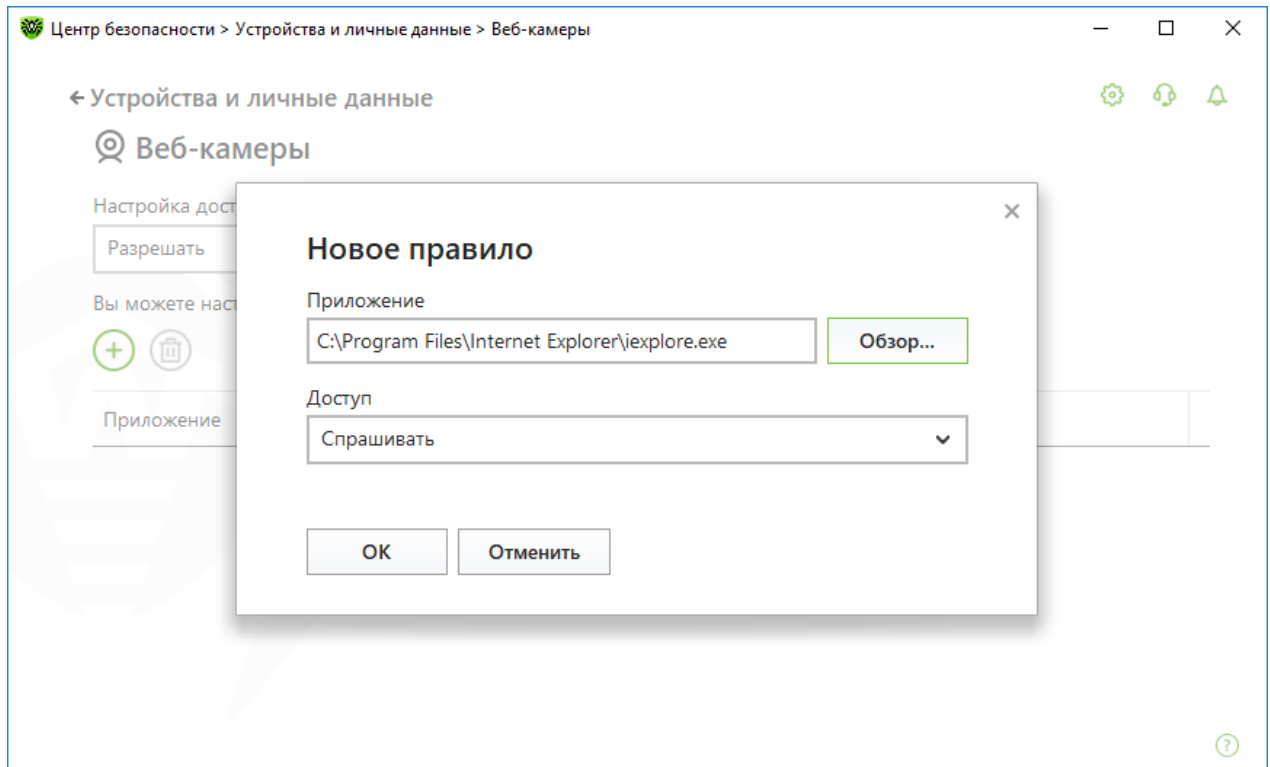 Центр безопасности > Устройства и личные данные > Веб-камеры
Устройства и личные данные
Веб-камеры
Настройка дост
Разрешать
Вы можете наст
Приложение
Новое правило
Приложение
C:\Program Files\Internet Explorer\iexplore.exe
Обзор...
Доступ
Спрашивать
ОК
Отменить